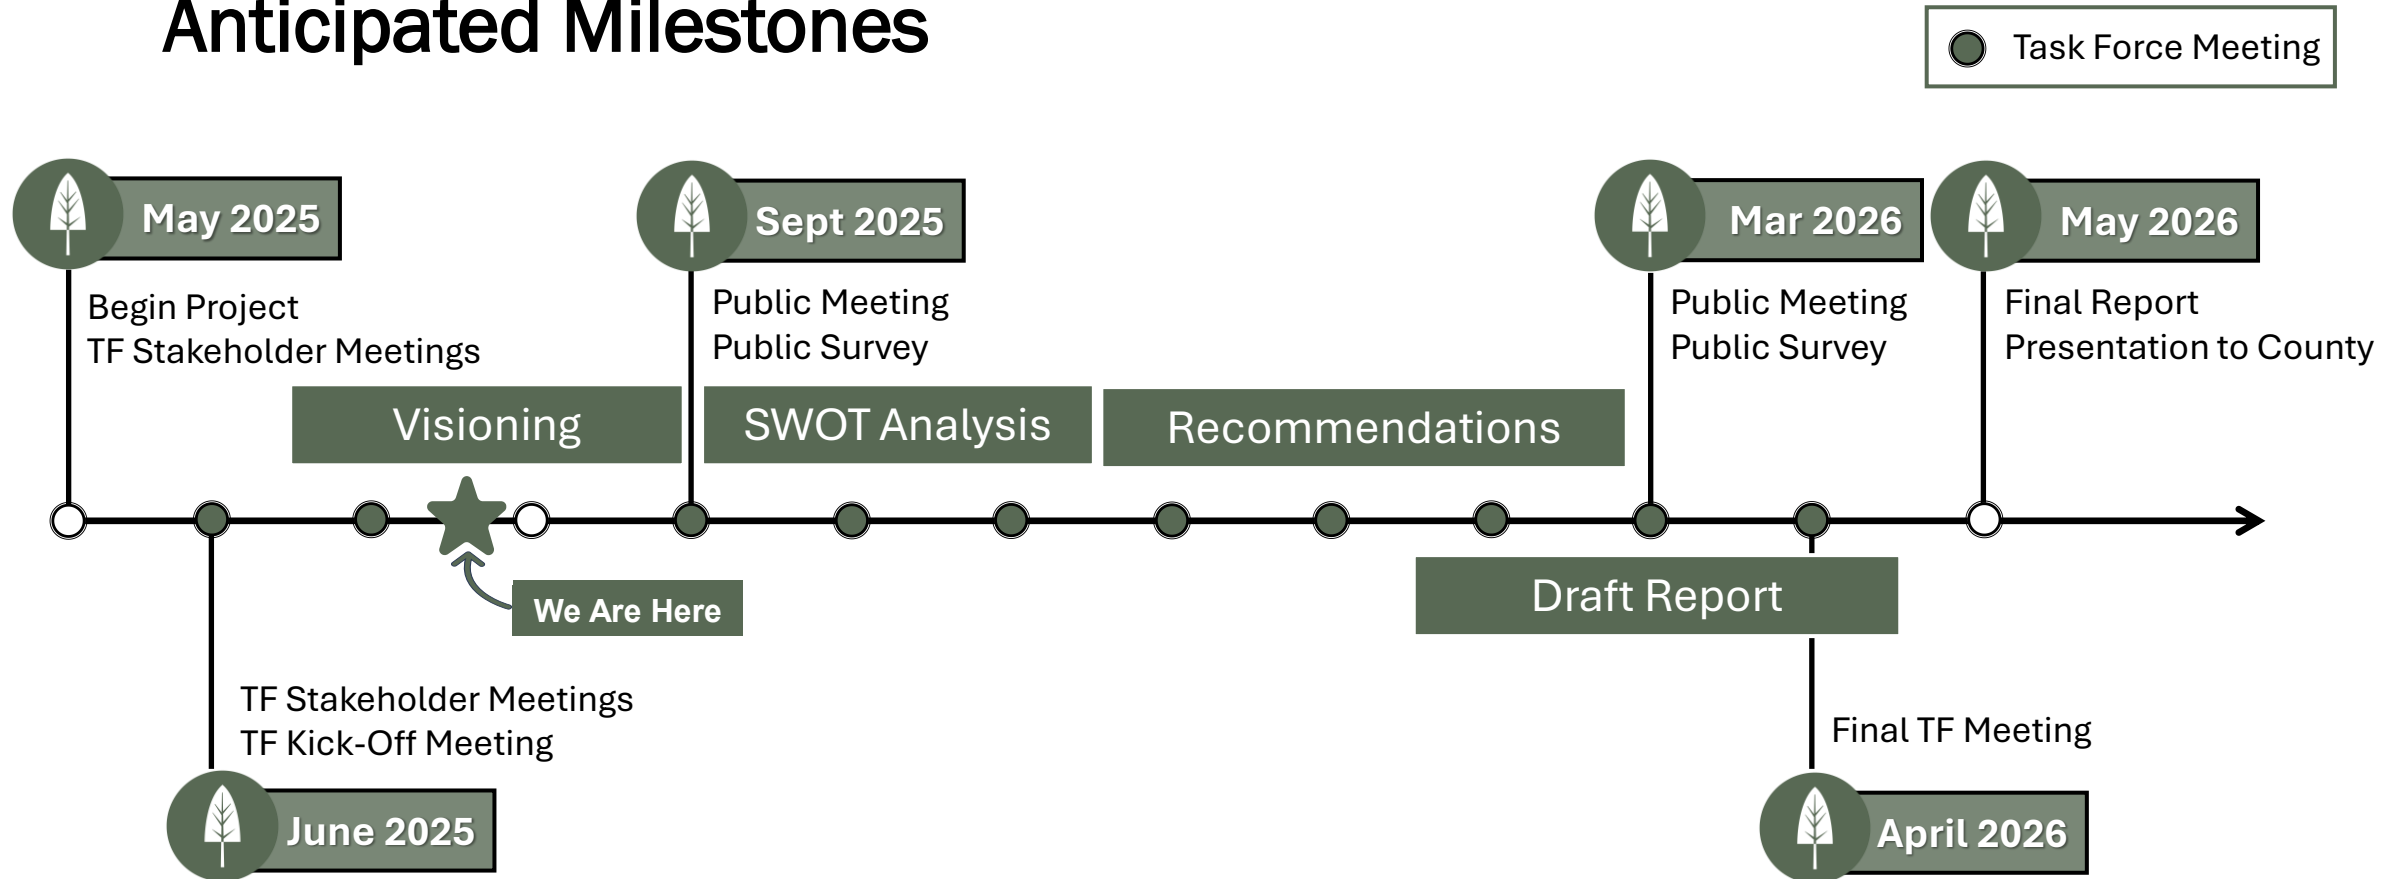 Anticipated Milestones
Task Force Meeting
May 2025
Begin Project
TF Stakeholder Meetings
Sept 2025
Public Meeting
Public Survey
Mar 2026
Public Meeting
Public Survey
May 2026
Final Report
Presentation to County
Visioning
SWOT Analysis
Recommendations
We Are Here
Draft Report
TF Stakeholder Meetings
TF Kick-Off Meeting
June 2025
Final TF Meeting
April 2026